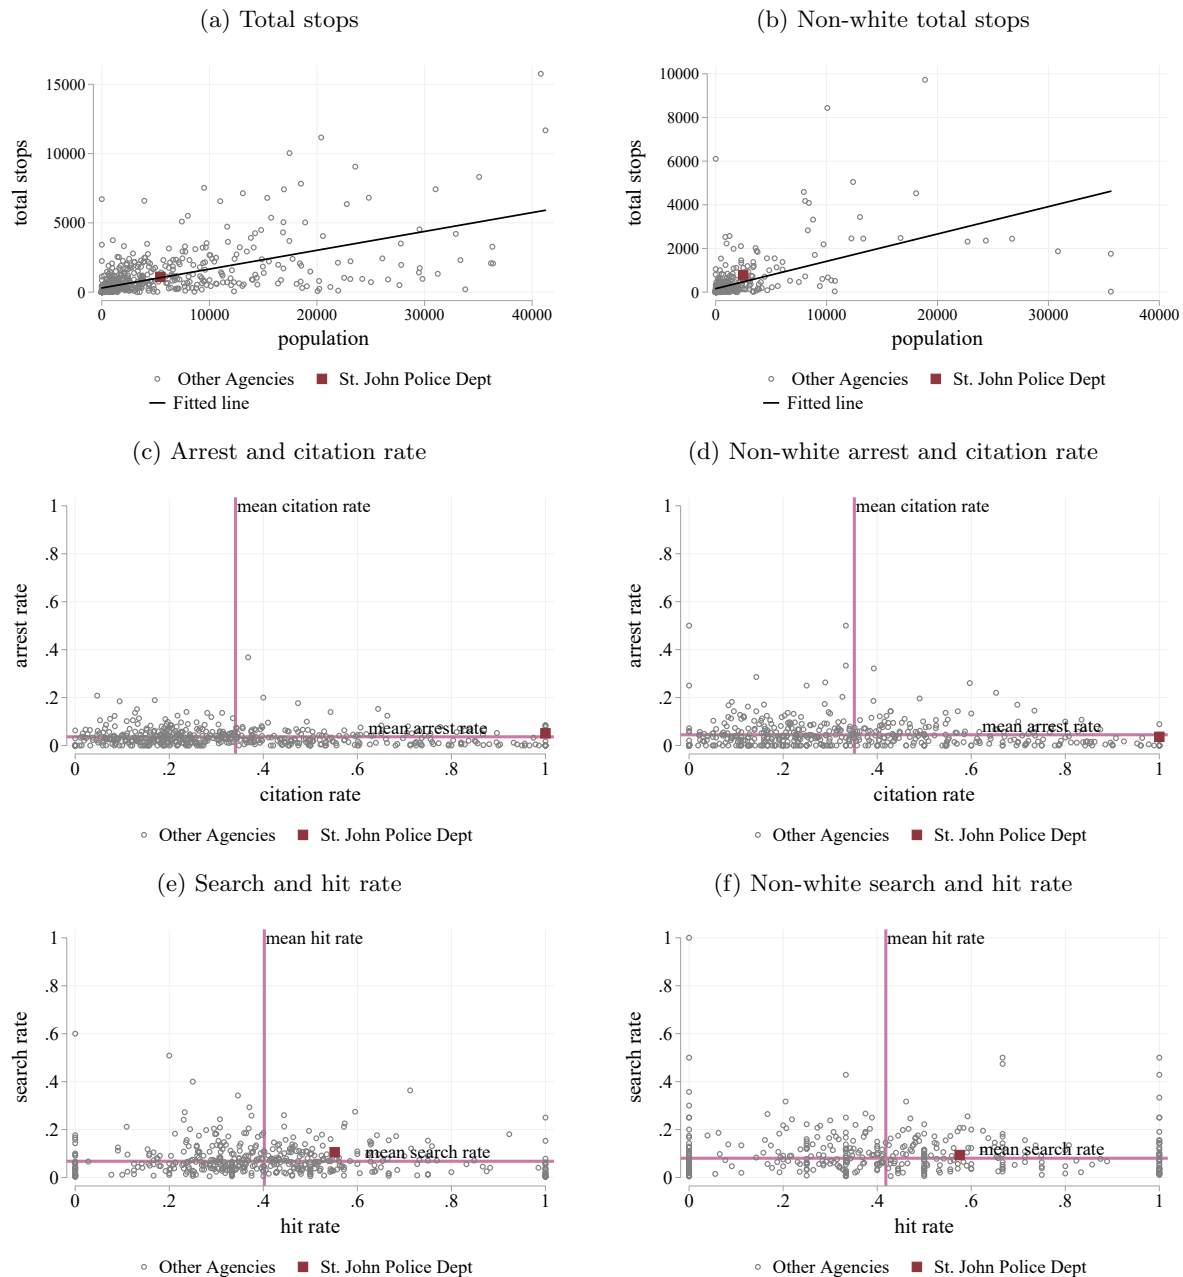 (a) Total stops
(b) Non-white total stops
total stops
15000
10000
5000
0
0
10000
20000
30000
40000
population
Other Agencies
St. John Police Dept
Fitted line
total stops
10000
8000
6000
4000
2000
0
0
10000
20000
30000
40000
population
Other Agencies
St. John Police Dept
Fitted line
(c) Arrest and citation rate
(d) Non-white arrest and citation rate
arrest rate
1
.8
.6
.4
.2
0
mean citation rate
mean arrest rate
0
.2
.4
.6
.8
1
citation rate
Other Agencies
St. John Police Dept
arrest rate
1
.8
.6
.4
.2
0
mean citation rate
mean arrest rate
0
.2
.4
.6
.8
1
citation rate
Other Agencies
St. John Police Dept
(e) Search and hit rate
(f) Non-white search and hit rate
search rate
1
.8
.6
.4
.2
0
mean hit rate
mean search rate
0
.2
.4
.6
.8
1
hit rate
Other Agencies
St. John Police Dept
search rate
1
.8
.6
.4
.2
0
mean hit rate
mean search rate
0
.2
.4
.6
.8
1
hit rate
Other Agencies
St. John Police Dept